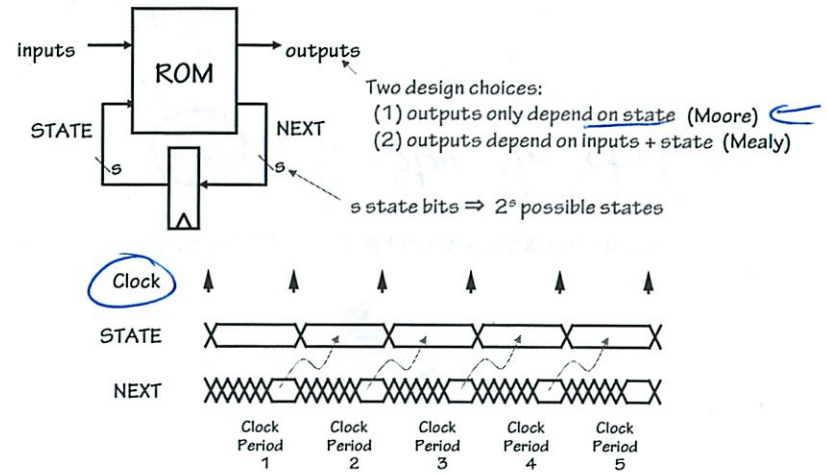 inputs
ROM
outputs
Two design choices:
(1) outputs only depend on state (Moore)
(2) outputs depend on inputs + state (Mealy)
STATE
NEXT
s
s
s state bits ⇒ 2ˢ possible states
Clock
STATE
NEXT
Clock Period 1
Clock Period 2
Clock Period 3
Clock Period 4
Clock Period 5